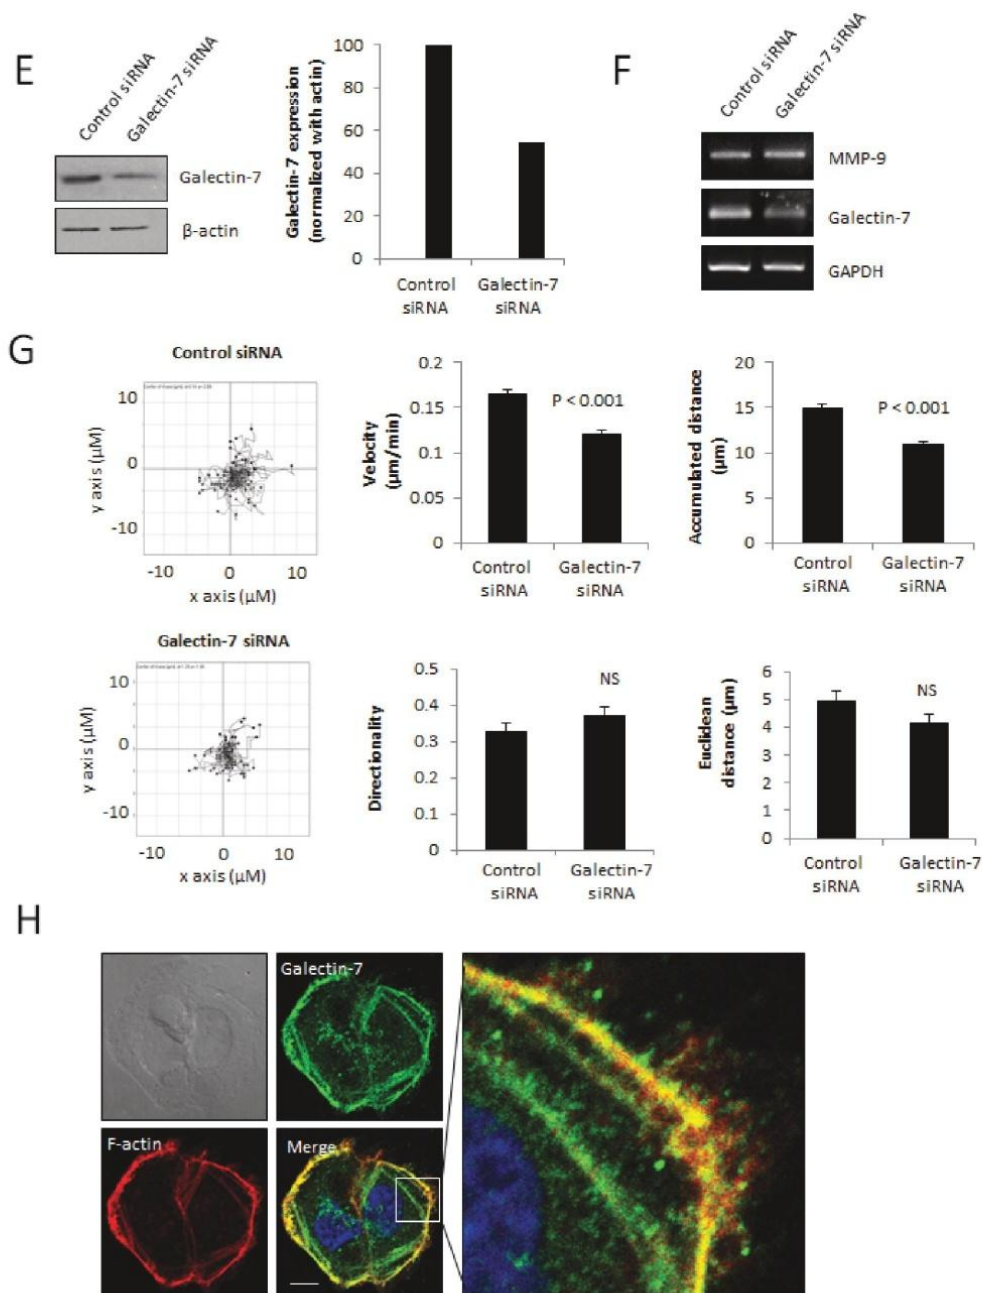 E
Control siRNA
Galectin-7 siRNA
Galectin-7
β-actin
Galectin-7 expression
(normalized with actin)
100
80
60
40
20
0
Control
siRNA
Galectin-7
siRNA
F
Control siRNA
Galectin-7 siRNA
MMP-9
Galectin-7
GAPDH
G
Control siRNA
y axis (µM)
10
0
-10
-10
0
10
x axis (µM)
Velocity
(µm/min)
0.2
0.15
0.1
0.05
0
P < 0.001
Control
siRNA
Galectin-7
siRNA
Accumulated distance
(µm)
20
15
10
5
0
P < 0.001
Control
siRNA
Galectin-7
siRNA
Galectin-7 siRNA
y axis (µM)
10
0
-10
-10
0
10
x axis (µM)
Directionality
0.5
0.4
0.3
0.2
0.1
0
NS
Control
siRNA
Galectin-7
siRNA
Euclidean
distance (µm)
6
5
4
3
2
1
0
NS
Control
siRNA
Galectin-7
siRNA
H
Galectin-7
F-actin
Merge